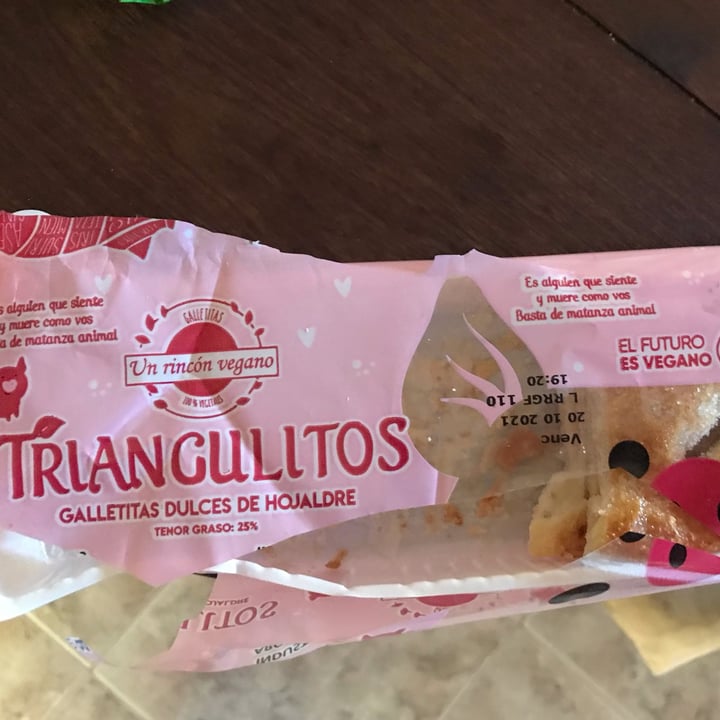 s alguien que siente
y muere como vos
a de matanza animal
GALLETITAS
Un rincón vegano
100% VEGETALES
TRIANGULITOS
GALLETITAS DULCES DE HOJALDRE
TENOR GRASO: 25%
Es alguien que siente
y muere como vos
Basta de matanza animal
EL FUTURO
ES VEGANO
Venc
20 10 2021
L RRGF 110
19:20